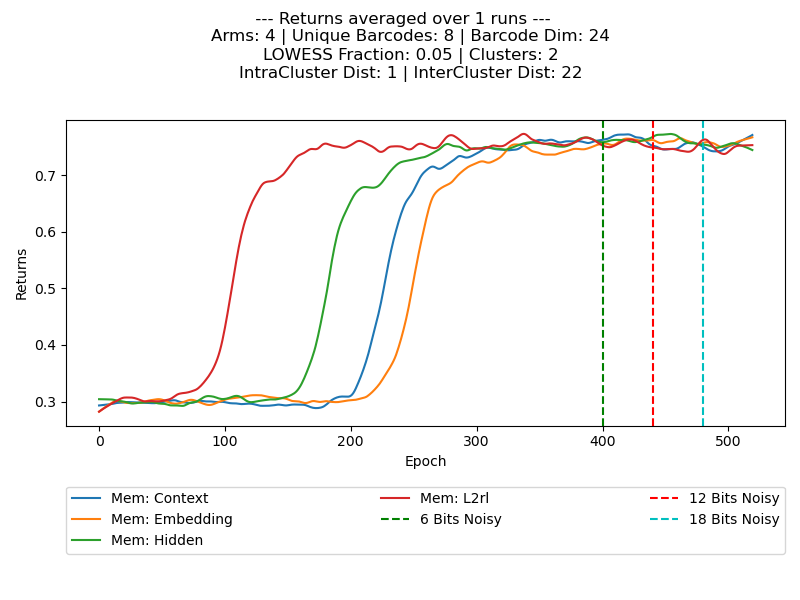 --- Returns averaged over 1 runs ---
Arms: 4 | Unique Barcodes: 8 | Barcode Dim: 24
LOWESS Fraction: 0.05 | Clusters: 2
IntraCluster Dist: 1 | InterCluster Dist: 22
Returns
0.7
0.6
0.5
0.4
0.3
0 100 200 300 400 500
Epoch
Mem: Context
Mem: Embedding
Mem: Hidden
Mem: L2rl
6 Bits Noisy
12 Bits Noisy
18 Bits Noisy